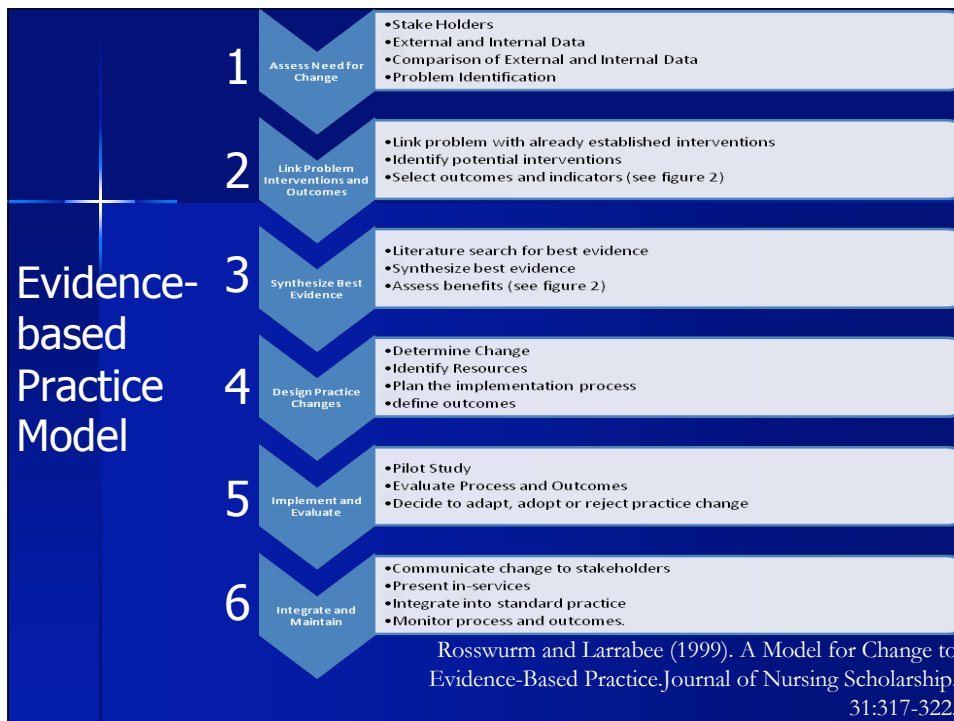 Evidence-
based
Practice
Model
1
Assess Need for
Change
•Stake Holders
•External and Internal Data
•Comparison of External and Internal Data
•Problem Identification
2
Link Problem
Interventions and
Outcomes
•Link problem with already established interventions
•Identify potential interventions
•Select outcomes and indicators (see figure 2)
3
Synthesize Best
Evidence
•Literature search for best evidence
•Synthesize best evidence
•Assess benefits (see figure 2)
4
Design Practice
Changes
•Determine Change
•Identify Resources
•Plan the implementation process
•define outcomes
5
Implement and
Evaluate
•Pilot Study
•Evaluate Process and Outcomes
•Decide to adapt, adopt or reject practice change
6
Integrate and
Maintain
•Communicate change to stakeholders
•Present in-services
•Integrate into standard practice
•Monitor process and outcomes.
Rosswurm and Larrabee (1999). A Model for Change to
Evidence-Based Practice.Journal of Nursing Scholarship.
31:317-322.